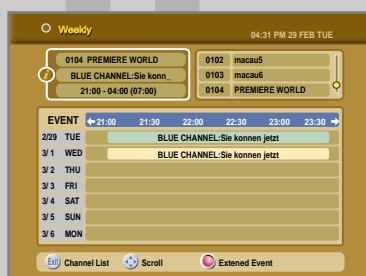 Weekly
04:31 PM 29 FEB TUE
0104 PREMIERE WORLD
BLUE CHANNEL:Sie konn_
21:00 - 04:00 (07:00)
0102 macau5
0103 macau6
0104 PREMIERE WORLD
EVENT 21:00 21:30 22:00 22:30 23:00 23:30
2/29 TUE BLUE CHANNEL:Sie konnen jetzt
3/ 1 WED BLUE CHANNEL:Sie konnen jetzt
3/ 2 THU
3/ 3 FRI
3/ 4 SAT
3/ 5 SUN
3/ 6 MON
Exit Channel List Scroll Extened Event